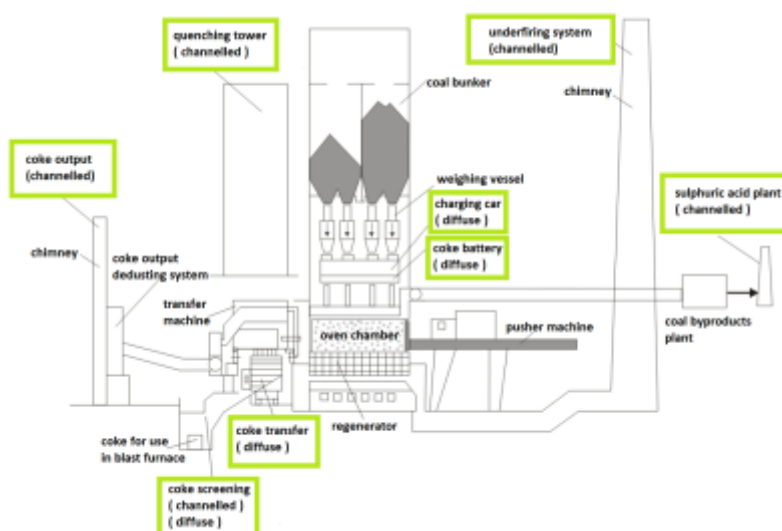 quenching tower
( channelled )
underfiring system
(channelled)
coal bunker
chimney
coke output
(channelled)
weighing vessel
charging car
( diffuse )
sulphuric acid plant
( channelled )
coke battery
( diffuse )
chimney
coke output
dedusting system
transfer
machine
oven chamber
pusher machine
coal byproducts
plant
coke transfer
( diffuse )
regenerator
coke for use
in blast furnace
coke screening
( channelled )
( diffuse )